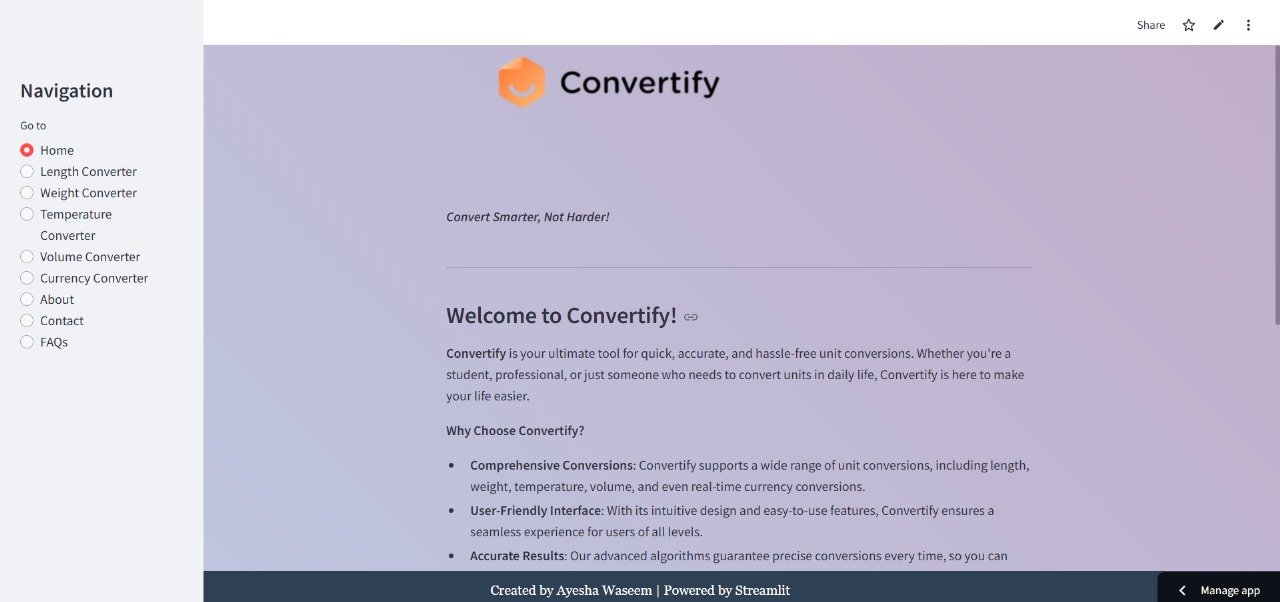 Share
Navigation
Go to
Home
Length Converter
Weight Converter
Temperature
Converter
Volume Converter
Currency Converter
About
Contact
FAQs
Convertify
Convert Smarter, Not Harder!
Welcome to Convertify!
Convertify is your ultimate tool for quick, accurate, and hassle-free unit conversions. Whether you're a
student, professional, or just someone who needs to convert units in daily life, Convertify is here to make
your life easier.
Why Choose Convertify?
• Comprehensive Conversions: Convertify supports a wide range of unit conversions, including length,
weight, temperature, volume, and even real-time currency conversions.
• User-Friendly Interface: With its intuitive design and easy-to-use features, Convertify ensures a
seamless experience for users of all levels.
• Accurate Results: Our advanced algorithms guarantee precise conversions every time, so you can
Created by Ayesha Waseem | Powered by Streamlit
Manage app